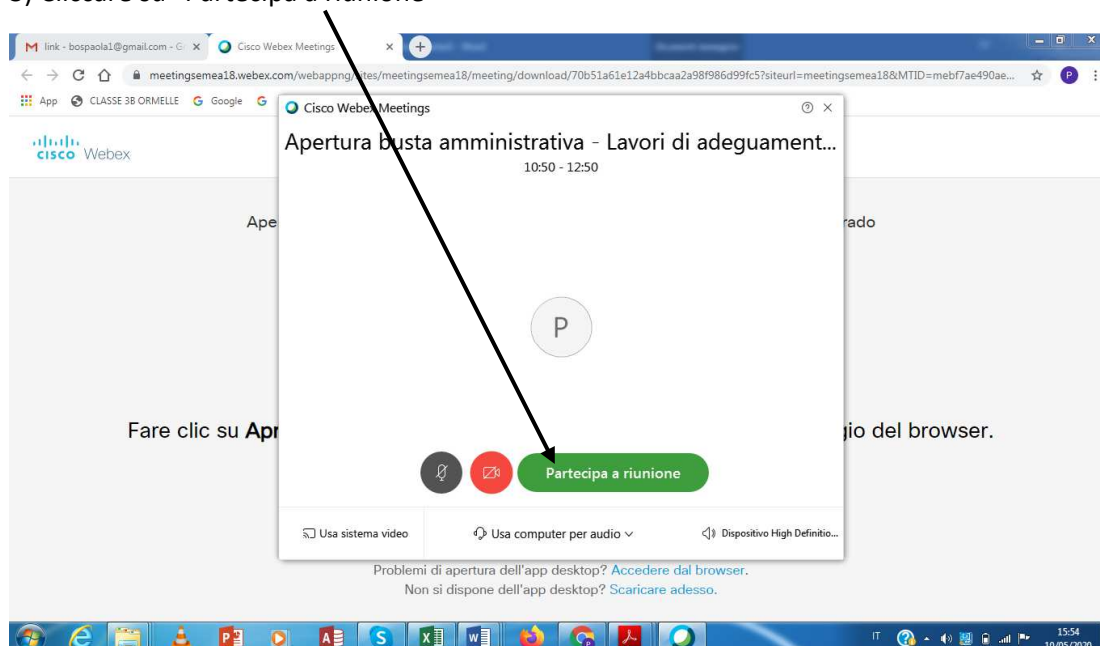 Cliccare su "Partecipa a riunione"
link - bospaola1@gmail.com - G
Cisco Webex Meetings
meetingsemea18.webex.com/webappng/sites/meetingsemea18/meeting/download/70b51a61e12a4bbcaa2a98f986d99fc5?siteurl=meetingsemea18&MTID=mebf7ae490ae...
P
App CLASSE 3B ORMELLE Google
Cisco Webex Meetings
cisco Webex
Apertura busta amministrativa - Lavori di adeguament...
10:50 - 12:50
Ape rado
P
Fare clic su Apr gio del browser.
Partecipa a riunione
Usa sistema video Usa computer per audio Dispositivo High Definitio...
Problemi di apertura dell'app desktop? Accedere dal browser.
Non si dispone dell'app desktop? Scaricare adesso.
IT 15:54
10/05/2020